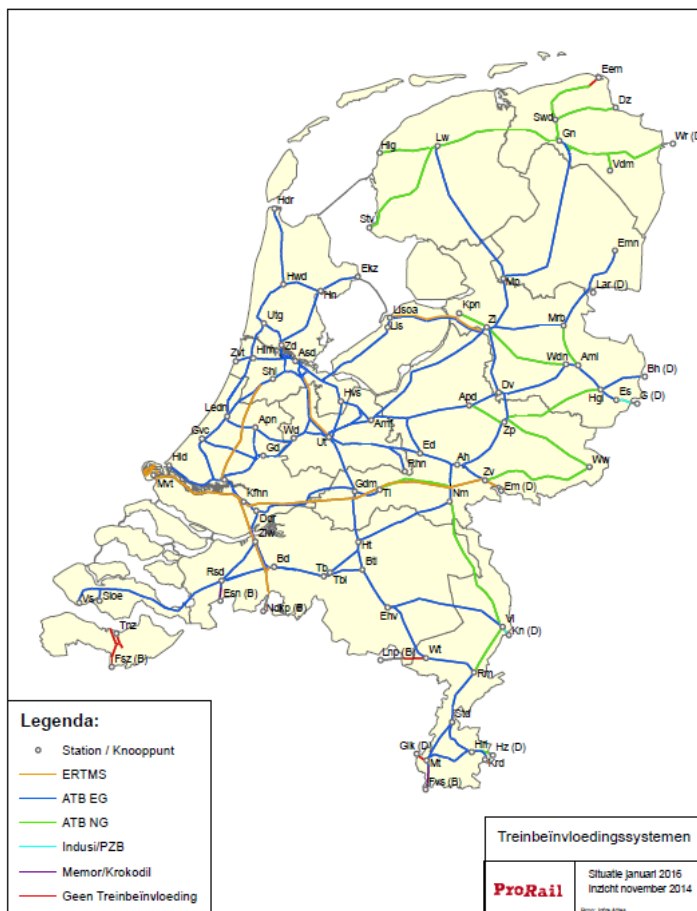 Eem
Dz
Swd
Gn
Wr (D
Lw
Hlg
Vdm
Stv
Hdr
Emn
Ekz
Mp
Lar (D)
Hwd
Hn
Lisoa
Kpn
Utg
Lls
Zl
Mrb
Zd
Zvt
Hlm
Asd
Wdn
Aml
Shl
Bh (D)
Hvs
Dv
Hgl
Es
G (D)
Ledn
Apn
Apd
Amf
Gvc
Wd
Ut
Zp
Gd
Ed
Hld
Rhn
Ah
Ww
Mvt
Gdm
Tl
Zv
Em (D)
Kfhn
Nm
Ddr
Zlw
Ht
Bd
Tb
Btl
Rsd
Tbi
Esn (B)
Vs
Sloe
Ndkp (B)
Ehv
Tnz
Vl
Kn (D)
Fsz (B)
Lnp (B)
Wt
Rm
Std
Glk (D)
Hrl
Hz (D)
Mt
Krd
Fws (B)
Legenda:
Station / Knooppunt
ERTMS
ATB EG
ATB NG
Indusi/PZB
Memor/Krokodil
Geen Treinbeïnvloeding
Treinbeïnvloedingssystemen
ProRail
Situatie januari 2016
Inzicht november 2014